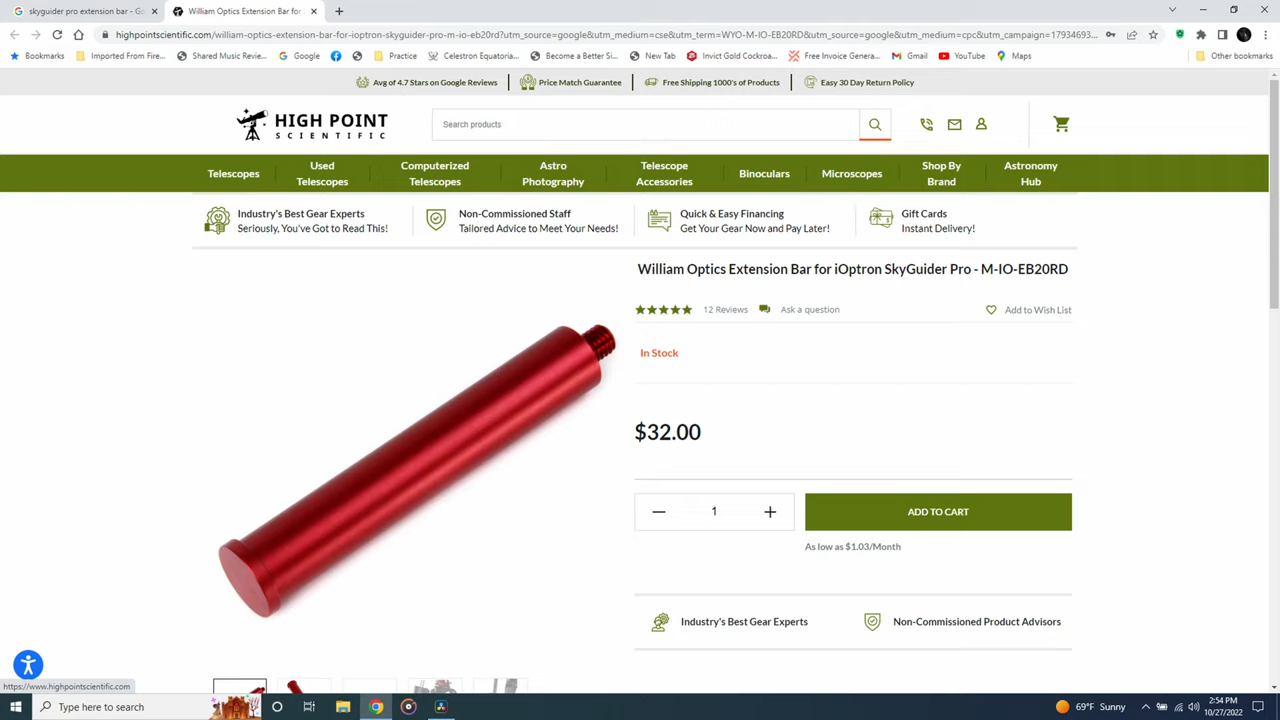 skyguider pro extension bar - Go
William Optics Extension Bar for
highpointscientific.com/william-optics-extension-bar-for-ioptron-skyguider-pro-m-io-eb20rd?utm_source=google&utm_medium=cse&utm_term=WYO-M-IO-EB20RD&utm_source=google&utm_medium=cpc&utm_campaign=17934693...
Bookmarks
Imported From Firef...
Shared Music Revie...
Google
Practice
Celestron Equatoria...
Become a Better Si...
New Tab
Invict Gold Cockroa...
Free Invoice Genera...
Gmail
YouTube
Maps
Other bookmarks
Avg of 4.7 Stars on Google Reviews
Price Match Guarantee
Free Shipping 1000's of Products
Easy 30 Day Return Policy
HIGH POINT
SCIENTIFIC
Search products
Telescopes
Used
Telescopes
Computerized
Telescopes
Astro
Photography
Telescope
Accessories
Binoculars
Microscopes
Shop By
Brand
Astronomy
Hub
Industry's Best Gear Experts
Seriously, You've Got to Read This!
Non-Commissioned Staff
Tailored Advice to Meet Your Needs!
Quick & Easy Financing
Get Your Gear Now and Pay Later!
Gift Cards
Instant Delivery!
William Optics Extension Bar for iOptron SkyGuider Pro - M-IO-EB20RD
12 Reviews
Ask a question
Add to Wish List
In Stock
$32.00
1
ADD TO CART
As low as $1.03/Month
Industry's Best Gear Experts
Non-Commissioned Product Advisors
https://www.highpointscientific.com
Type here to search
69°F Sunny
2:54 PM
10/27/2022